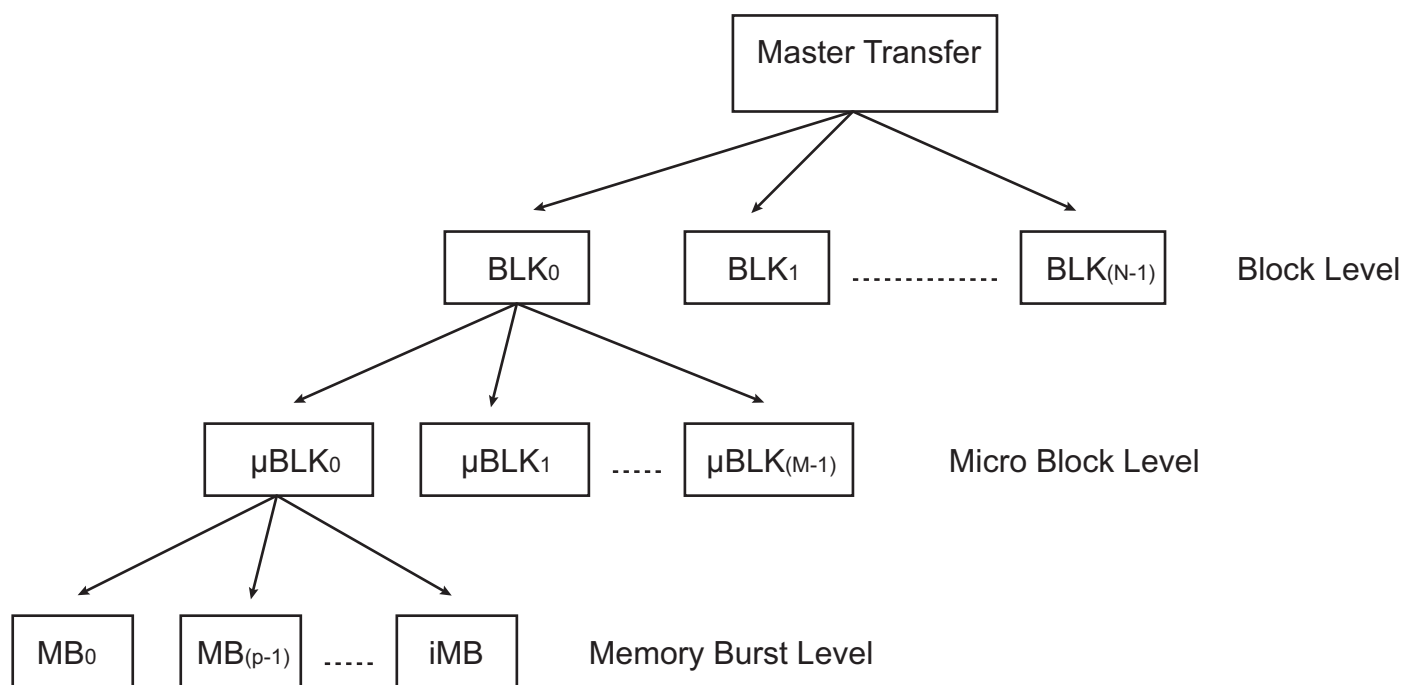 Master Transfer
BLK0 BLK1 BLK(N-1) Block Level
µBLK0 µBLK1 µBLK(M-1) Micro Block Level
MB0 MB(p-1) iMB Memory Burst Level